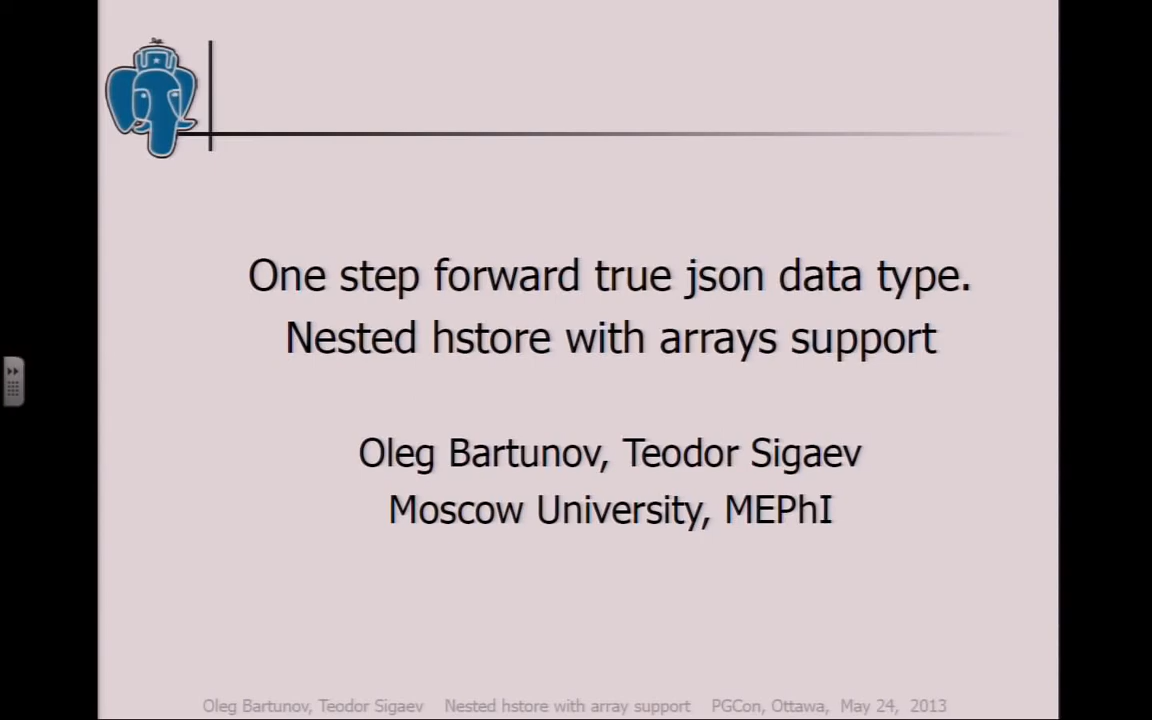 One step forward true json data type.
Nested hstore with arrays support
Oleg Bartunov, Teodor Sigaev
Moscow University, MEPhI
Oleg Bartunov, Teodor Sigaev Nested hstore with array support PGCon, Ottawa, May 24, 2013